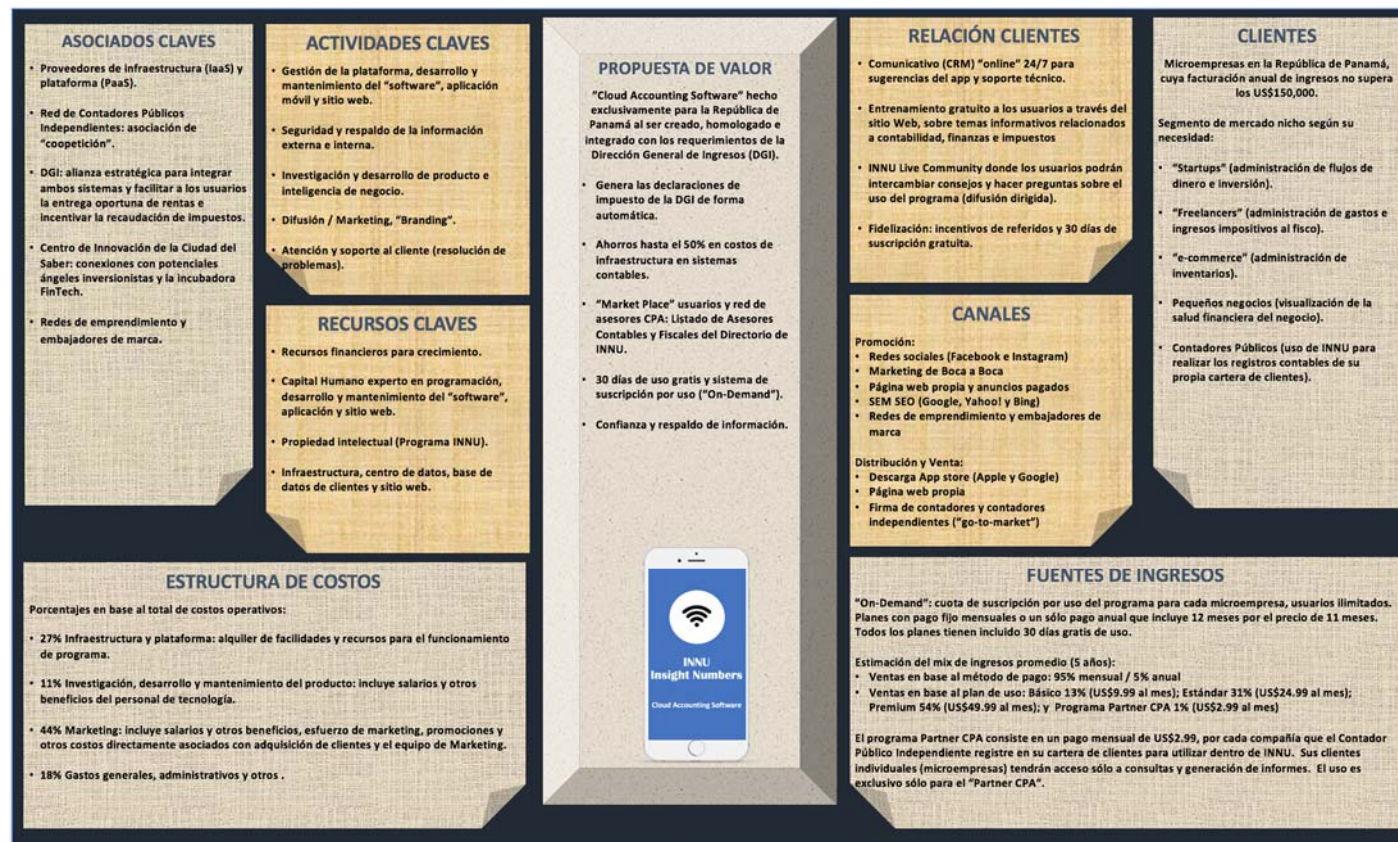 ASOCIADOS CLAVES
• Proveedores de infraestructura (IaaS) y
plataforma (PaaS).
• Red de Contadores Públicos
Independientes: asociación de
"coopetición".
• DGI: alianza estratégica para integrar
ambos sistemas y facilitar a los usuarios
la entrega oportuna de rentas e
incentivar la recaudación de impuestos.
• Centro de Innovación de la Ciudad del
Saber: conexiones con potenciales
ángeles inversionistas y la incubadora
FinTech.
• Redes de emprendimiento y
embajadores de marca.
ACTIVIDADES CLAVES
• Gestión de la plataforma, desarrollo y
mantenimiento del "software", aplicación
móvil y sitio web.
• Seguridad y respaldo de la información
externa e interna.
• Investigación y desarrollo de producto e
inteligencia de negocio.
• Difusión / Marketing, "Branding".
• Atención y soporte al cliente (resolución de
problemas).
RECURSOS CLAVES
• Recursos financieros para crecimiento.
• Capital Humano experto en programación,
desarrollo y mantenimiento del "software",
aplicación y sitio web.
• Propiedad intelectual (Programa INNU).
• Infraestructura, centro de datos, base de
datos de clientes y sitio web.
PROPUESTA DE VALOR
"Cloud Accounting Software" hecho
exclusivamente para la República de
Panamá al ser creado, homologado e
integrado con los requerimientos de la
Dirección General de Ingresos (DGI).
• Genera las declaraciones de
impuesto de la DGI de forma
automática.
• Ahorros hasta el 50% en costos de
infraestructura en sistemas
contables.
• "Market Place" usuarios y red de
asesores CPA: Listado de Asesores
Contables y Fiscales del Directorio de
INNU.
• 30 días de uso gratis y sistema de
suscripción por uso ("On-Demand").
• Confianza y respaldo de información.
INNU
Insight Numbers
Cloud Accounting Software
RELACIÓN CLIENTES
• Comunicativo (CRM) "online" 24/7 para
sugerencias del app y soporte técnico.
• Entrenamiento gratuito a los usuarios a través del
sitio Web, sobre temas informativos relacionados
a contabilidad, finanzas e impuestos
• INNU Live Community donde los usuarios podrán
intercambiar consejos y hacer preguntas sobre el
uso del programa (difusión dirigida).
• Fidelización: incentivos de referidos y 30 días de
suscripción gratuita.
CANALES
Promoción:
• Redes sociales (Facebook e Instagram)
• Marketing de Boca a Boca
• Página web propia y anuncios pagados
• SEM SEO (Google, Yahoo! y Bing)
• Redes de emprendimiento y embajadores de
marca
Distribución y Venta:
• Descarga App store (Apple y Google)
• Página web propia
• Firma de contadores y contadores
independientes ("go-to-market")
CLIENTES
Microempresas en la República de Panamá,
cuya facturación anual de ingresos no supera
los US$150,000.
Segmento de mercado nicho según su
necesidad:
• "Startups" (administración de flujos de
dinero e inversión).
• "Freelancers" (administración de gastos e
ingresos impositivos al fisco).
• "e-commerce" (administración de
inventarios).
• Pequeños negocios (visualización de la
salud financiera del negocio).
• Contadores Públicos (uso de INNU para
realizar los registros contables de su
propia cartera de clientes).
ESTRUCTURA DE COSTOS
Porcentajes en base al total de costos operativos:
• 27% Infraestructura y plataforma: alquiler de facilidades y recursos para el funcionamiento
de programa.
• 11% Investigación, desarrollo y mantenimiento del producto: incluye salarios y otros
beneficios del personal de tecnología.
• 44% Marketing: incluye salarios y otros beneficios, esfuerzo de marketing, promociones y
otros costos directamente asociados con adquisición de clientes y el equipo de Marketing.
• 18% Gastos generales, administrativos y otros .
FUENTES DE INGRESOS
"On-Demand": cuota de suscripción por uso del programa para cada microempresa, usuarios ilimitados.
Planes con pago fijo mensuales o un sólo pago anual que incluye 12 meses por el precio de 11 meses.
Todos los planes tienen incluido 30 días gratis de uso.
Estimación del mix de ingresos promedio (5 años):
• Ventas en base al método de pago: 95% mensual / 5% anual
• Ventas en base al plan de uso: Básico 13% (US$9.99 al mes); Estándar 31% (US$24.99 al mes);
Premium 54% (US$49.99 al mes); y Programa Partner CPA 1% (US$2.99 al mes)
El programa Partner CPA consiste en un pago mensual de US$2.99, por cada compañía que el Contador
Público Independiente registre en su cartera de clientes para utilizar dentro de INNU. Sus clientes
individuales (microempresas) tendrán acceso sólo a consultas y generación de informes. El uso es
exclusivo sólo para el "Partner CPA".